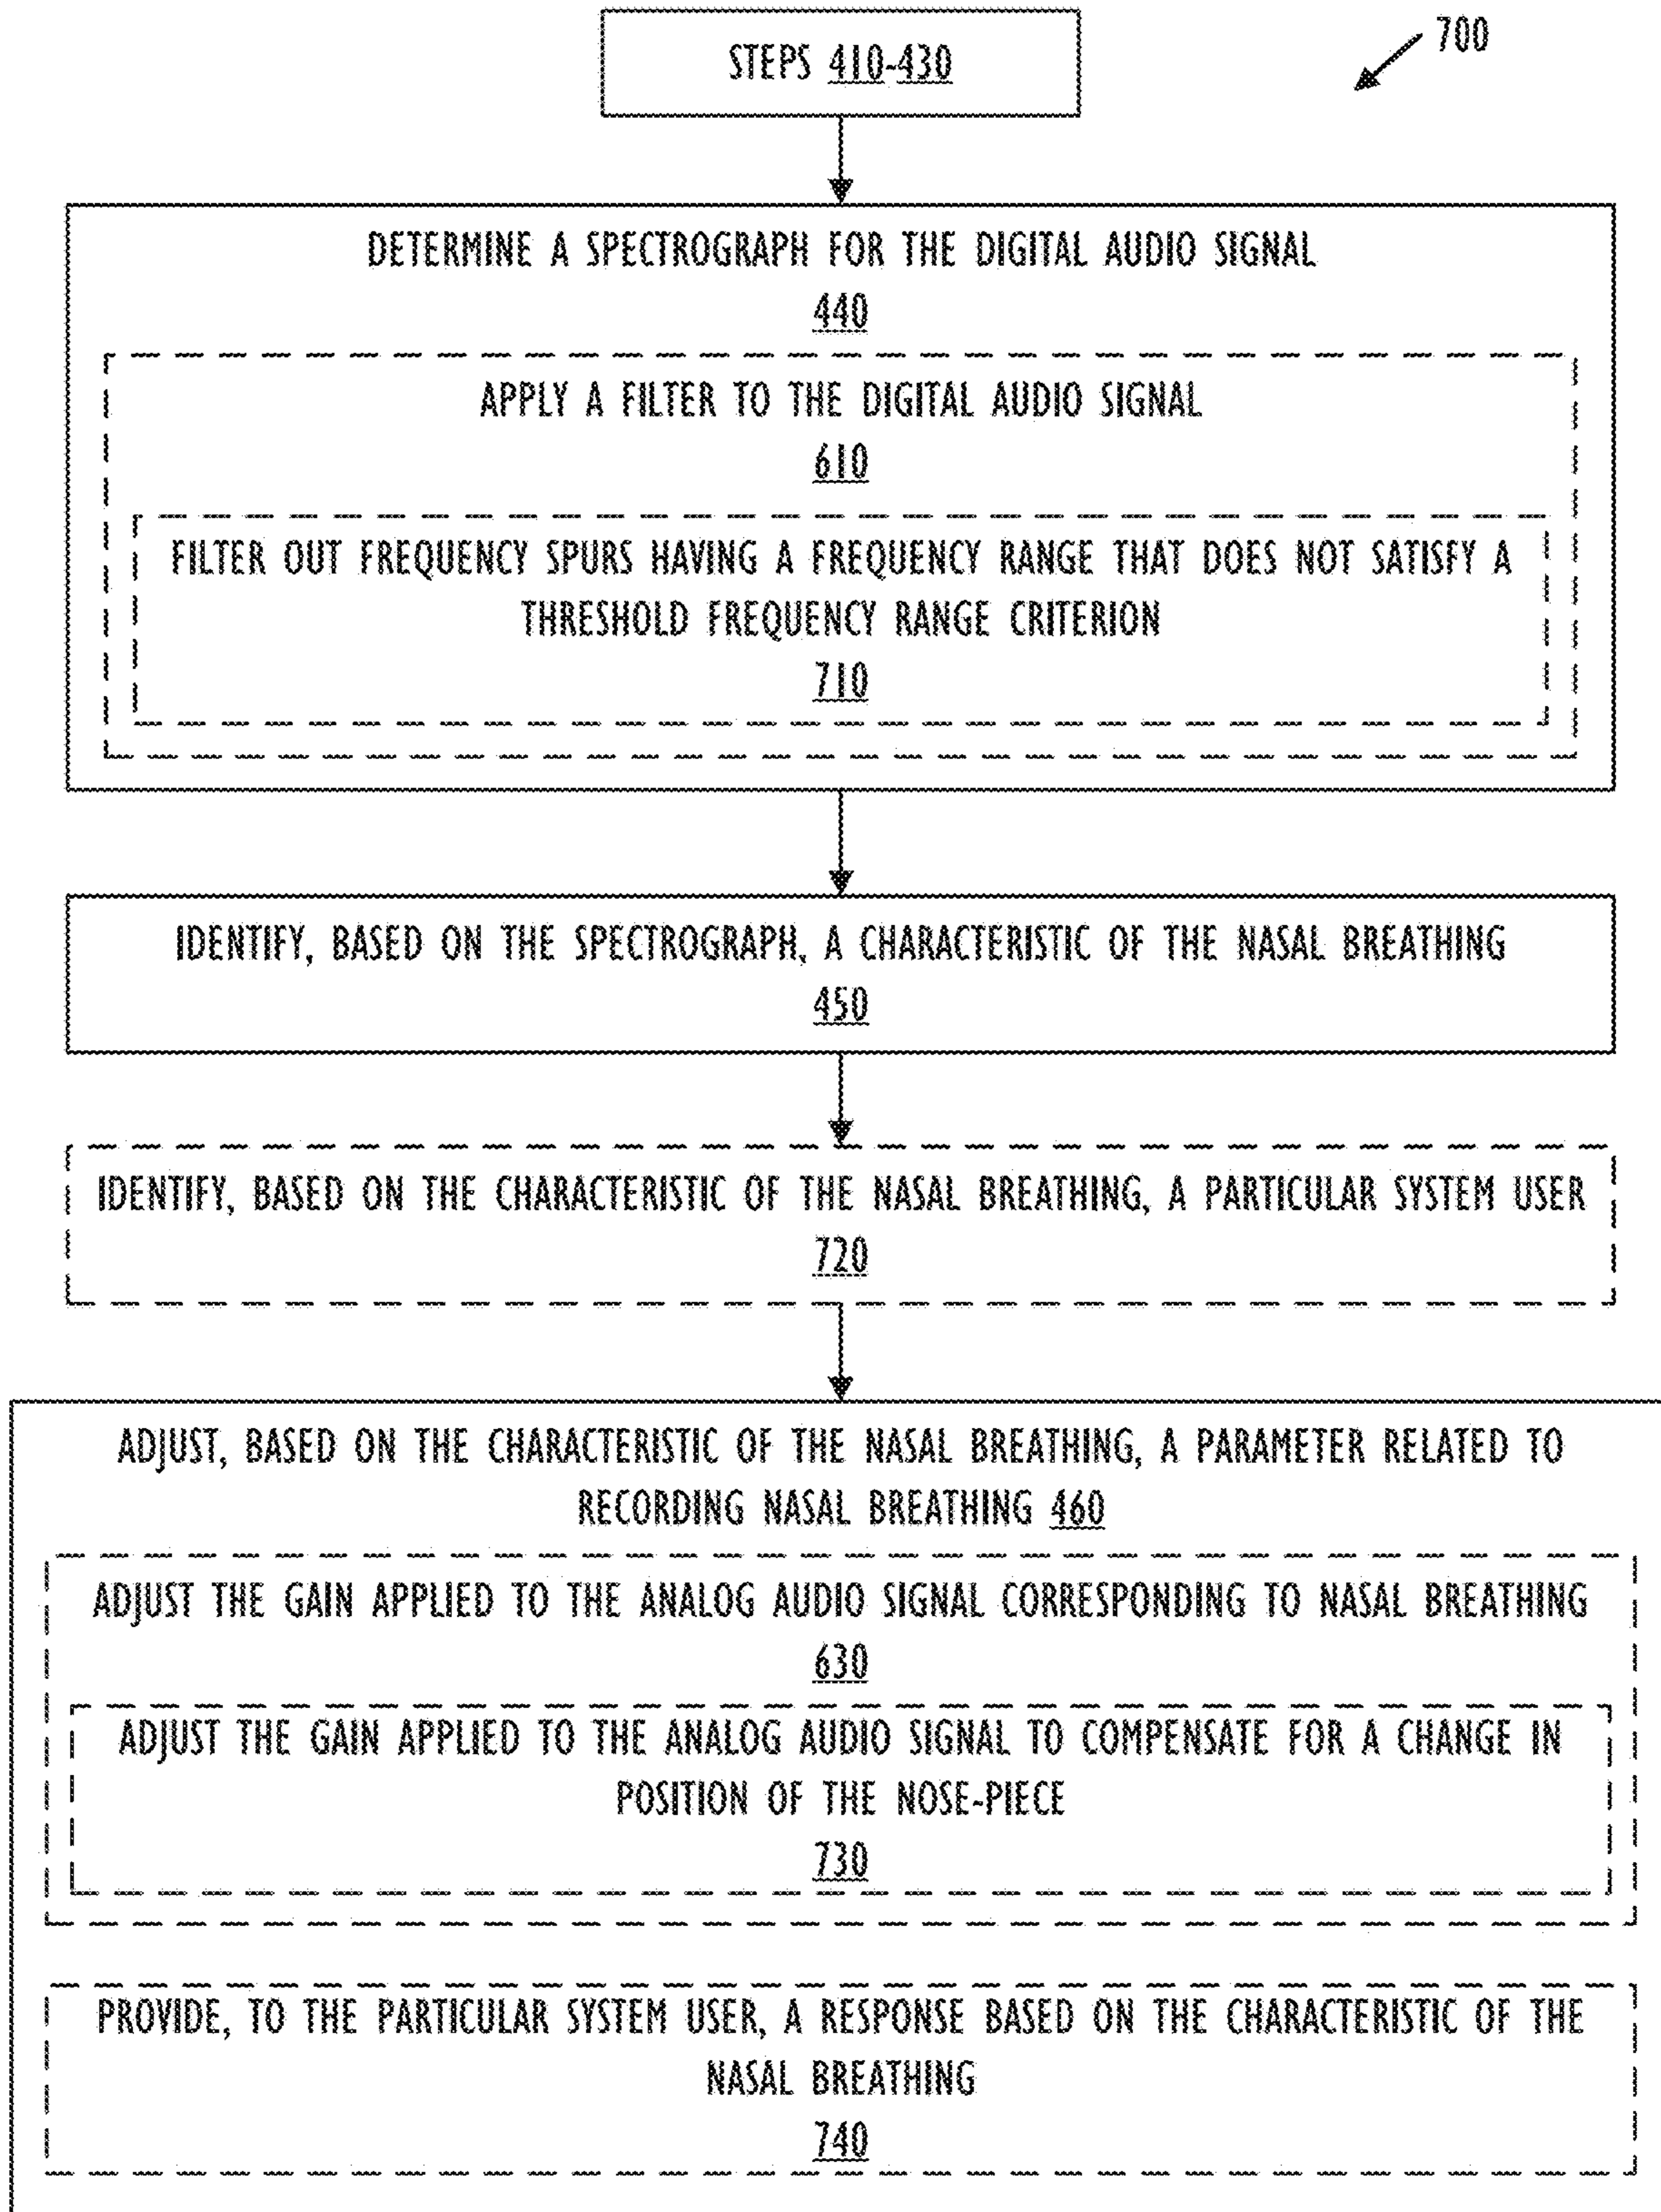 STEPS 410-430
700
DETERMINE A SPECTROGRAPH FOR THE DIGITAL AUDIO SIGNAL
440
APPLY A FILTER TO THE DIGITAL AUDIO SIGNAL
610
FILTER OUT FREQUENCY SPURS HAVING A FREQUENCY RANGE THAT DOES NOT SATISFY A
THRESHOLD FREQUENCY RANGE CRITERION
710
IDENTIFY, BASED ON THE SPECTROGRAPH, A CHARACTERISTIC OF THE NASAL BREATHING
450
IDENTIFY, BASED ON THE CHARACTERISTIC OF THE NASAL BREATHING, A PARTICULAR SYSTEM USER
720
ADJUST, BASED ON THE CHARACTERISTIC OF THE NASAL BREATHING, A PARAMETER RELATED TO
RECORDING NASAL BREATHING 460
ADJUST THE GAIN APPLIED TO THE ANALOG AUDIO SIGNAL CORRESPONDING TO NASAL BREATHING
630
ADJUST THE GAIN APPLIED TO THE ANALOG AUDIO SIGNAL TO COMPENSATE FOR A CHANGE IN
POSITION OF THE NOSE-PIECE
730
PROVIDE, TO THE PARTICULAR SYSTEM USER, A RESPONSE BASED ON THE CHARACTERISTIC OF THE
NASAL BREATHING
740